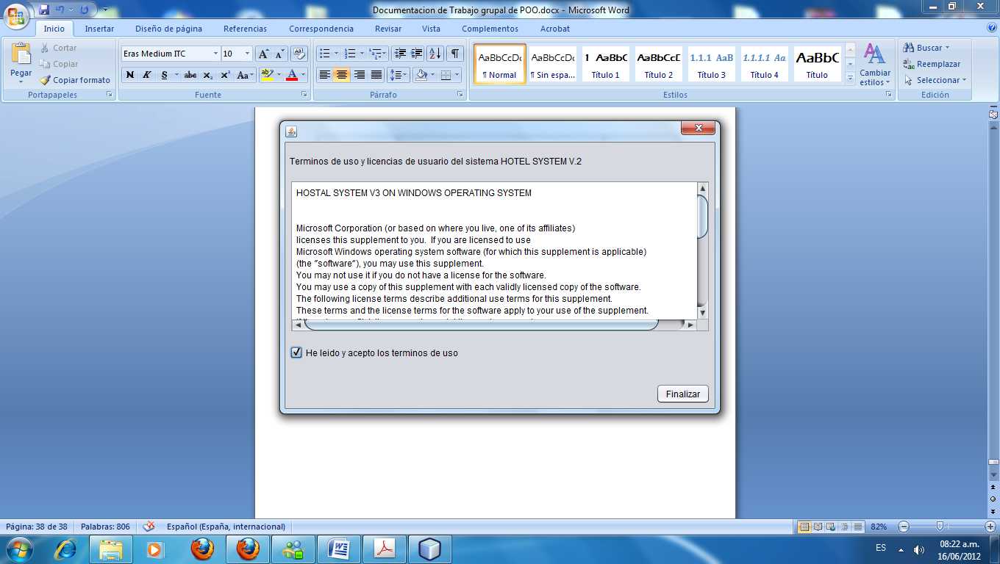 Documentacion de Trabajo grupal de POO.docx - Microsoft Word
Inicio Insertar Diseño de página Referencias Correspondencia Revisar Vista Complementos Acrobat
Pegar
Cortar
Copiar
Copiar formato
Portapapeles
Eras Medium ITC 10
N K S abc x₂ x² Aa ab A
Fuente
Párrafo
AaBbCcDc AaBbCcDc 1 AaBbC AaBbCcD 1.1.1 AaB 1.1.1.1 Aa AaBbC
¶ Normal ¶ Sin espa... Título 1 Título 2 Título 3 Título 4 Título
Cambiar
estilos
Estilos
Buscar
Reemplazar
Seleccionar
Edición
Terminos de uso y licencias de usuario del sistema HOTEL SYSTEM V.2
HOSTAL SYSTEM V3 ON WINDOWS OPERATING SYSTEM
Microsoft Corporation (or based on where you live, one of its affiliates)
licenses this supplement to you. If you are licensed to use
Microsoft Windows operating system software (for which this supplement is applicable)
(the "software"), you may use this supplement.
You may not use it if you do not have a license for the software.
You may use a copy of this supplement with each validly licensed copy of the software.
The following license terms describe additional use terms for this supplement.
These terms and the license terms for the software apply to your use of the supplement.
He leido y acepto los terminos de uso
Finalizar
Página: 38 de 38 Palabras: 806 Español (España, internacional) 82%
ES 08:22 a.m.
16/06/2012